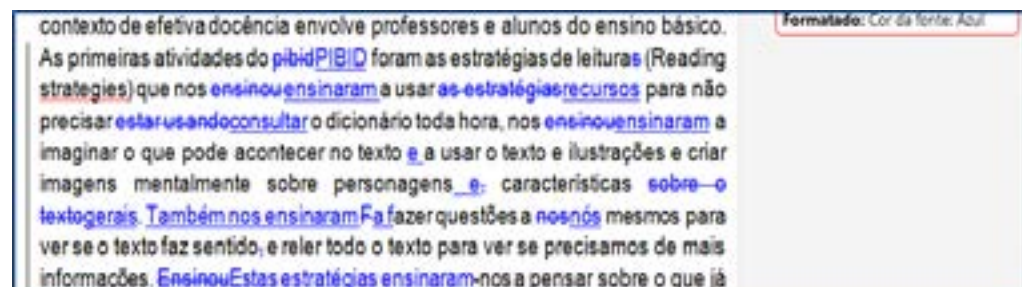 contexto de efetiva docência envolve professores e alunos do ensino básico.
Formatado: Cor da fonte: Azul
As primeiras atividades do pibidPIBID foram as estratégias de leituras (Reading
strategies) que nos ensinouensinaram a usar as estratégiasrecursos para não
precisar estar usandoconsultar o dicionário toda hora, nos ensinouensinaram a
imaginar o que pode acontecer no texto e a usar o texto e ilustrações e criar
imagens mentalmente sobre personagens e, características sobre o
textogerais. Também nos ensinaram Fa fazer questões a nosnós mesmos para
ver se o texto faz sentido, e reler todo o texto para ver se precisamos de mais
informações. EnsinouEstas estratégias ensinaram-nos a pensar sobre o que já